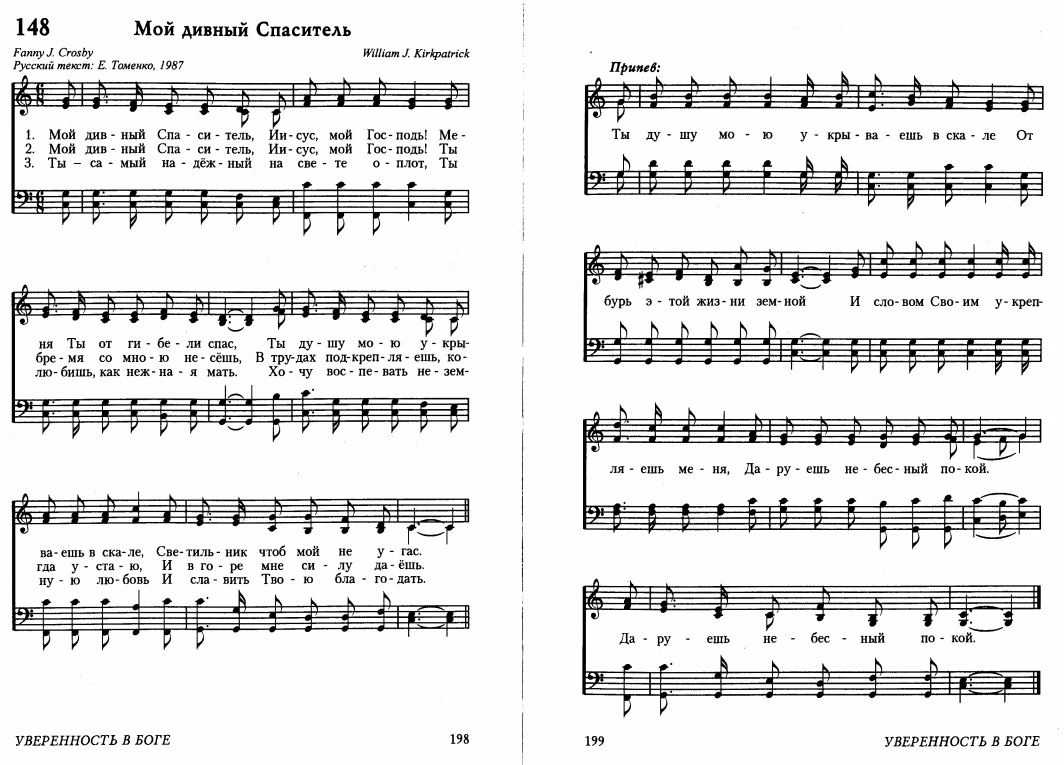 148 Мой дивный Спаситель
Fanny J. Crosby William J. Kirkpatrick
Русский текст: Е. Томенко, 1987
1. Мой див - ный Спа - си - тель, Ии - сус, мой Гос - подь! Ме -
2. Мой див - ный Спа - си - тель, Ии - сус, мой Гос - подь! Ты
3. Ты – са - мый на - дёж - ный на све - те о - плот, Ты
ня Ты от ги - бе - ли спас, Ты ду - шу мо - ю у - кры-
бре - мя со мно - ю не - сёшь, В тру - дах под - креп - ля - ешь, ко -
лю - бишь, как неж - на - я мать. Хо - чу вос - пе - вать не - зем-
ва - ешь в ска - ле, Све - тиль - ник чтоб мой не у - гас.
гда у - ста - ю, И в го - ре мне си - лу да - ёшь.
ну - ю лю - бовь И сла - вить Тво - ю бла - го - дать.
УВЕРЕННОСТЬ В БОГЕ 198
Припев:
Ты ду - шу мо - ю у - кры - ва - ешь в ска - ле От
бурь э - той жиз - ни зем - ной И сло - вом Сво - им у - креп-
ля - ешь ме - ня, Да - ру - ешь не - бес - ный по - кой.
Да - ру - ешь не - бес - ный по - кой.
199 УВЕРЕННОСТЬ В БОГЕ